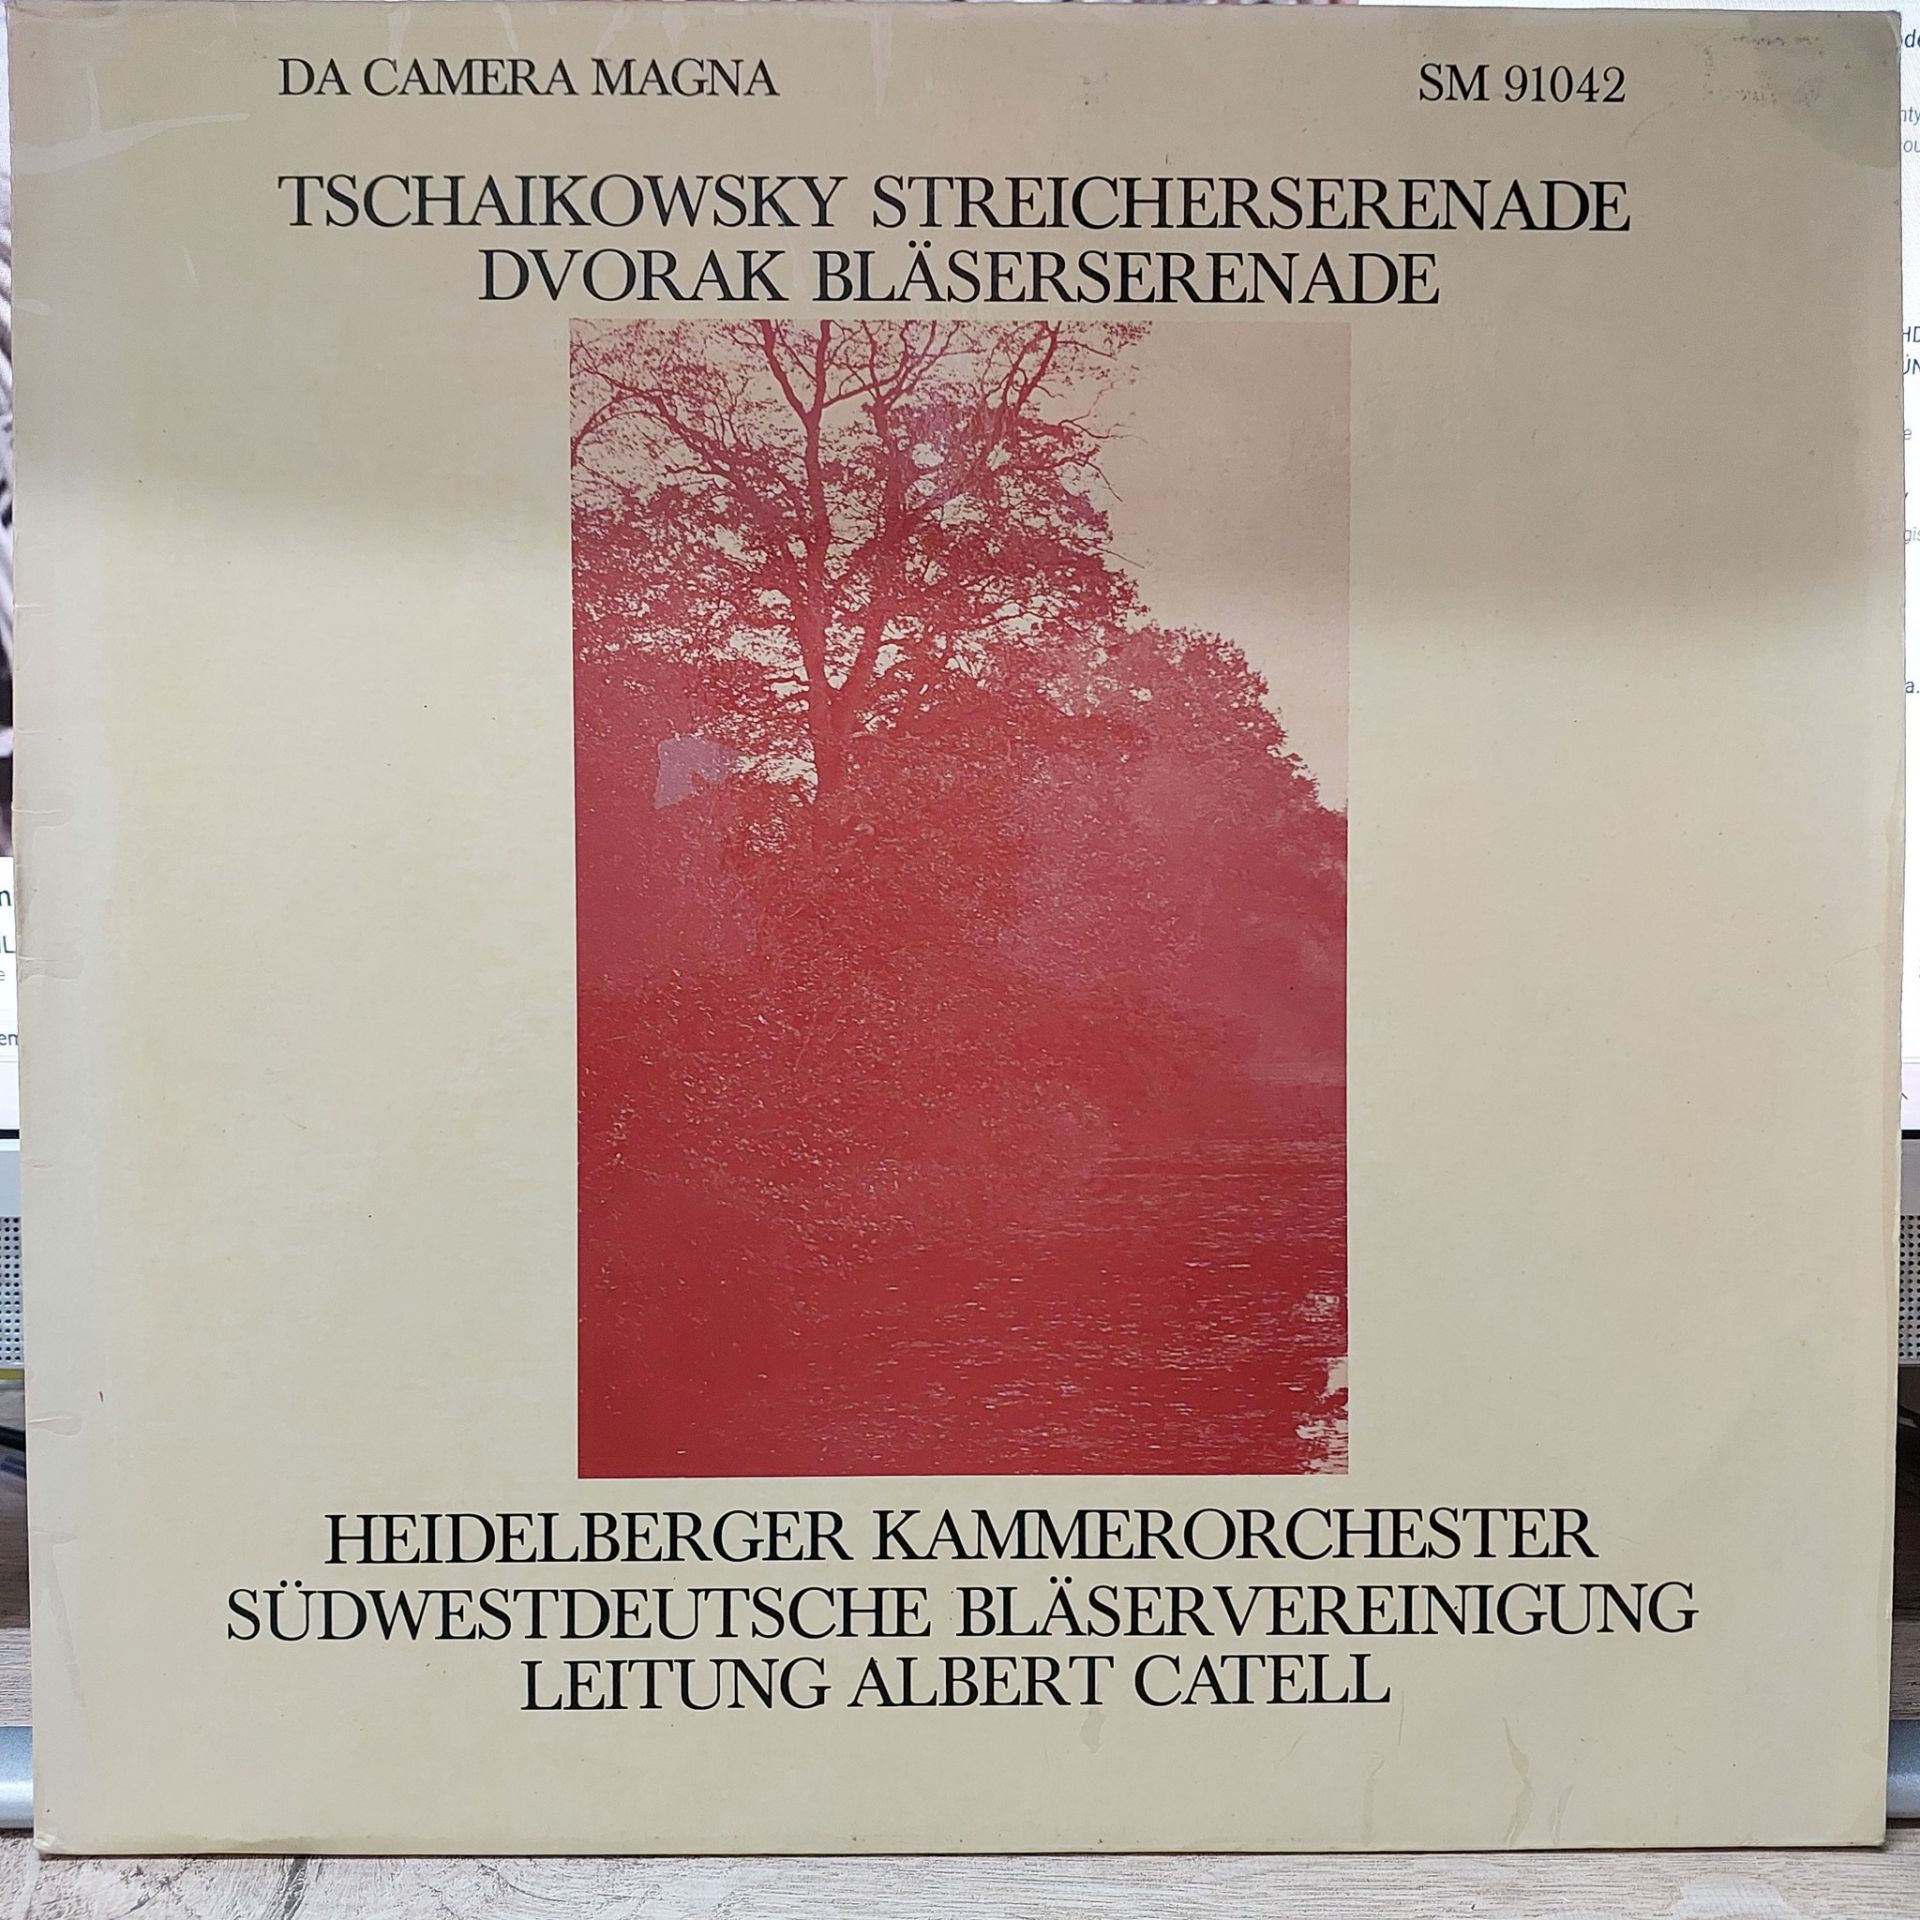 DA CAMERA MAGNA SM 91042
TSCHAIKOWSKY STREICHERSERENADE
DVORAK BLÄSERSERENADE
HEIDELBERGER KAMMERORCHESTER
SÜDWESTDEUTSCHE BLÄSERVEREINIGUNG
LEITUNG ALBERT CATELL